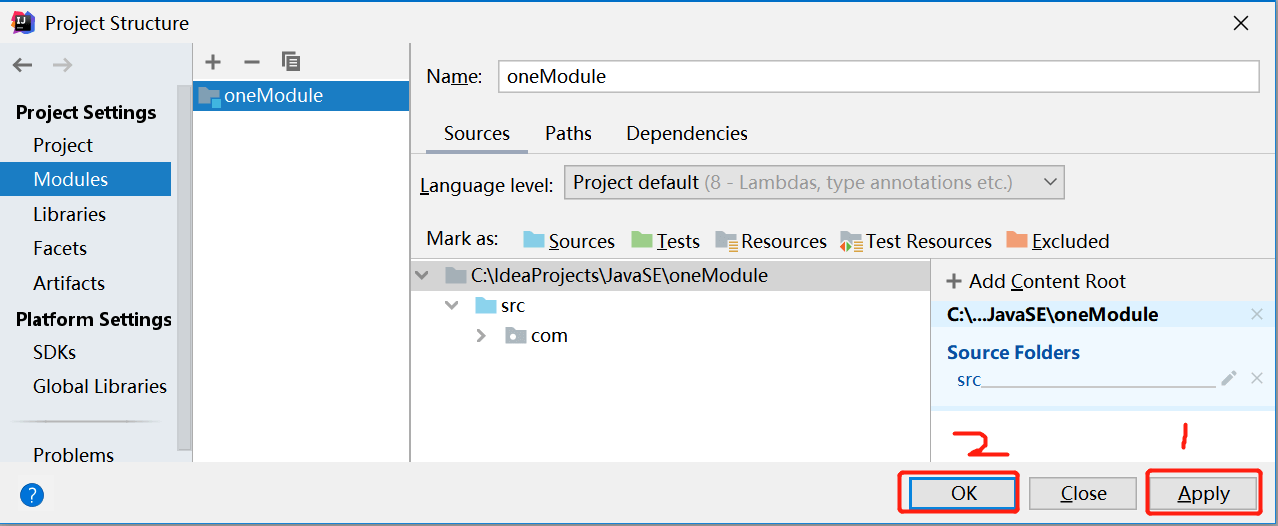 Project Structure
Project Settings
Project
Modules
Libraries
Facets
Artifacts
Platform Settings
SDKs
Global Libraries
Problems
oneModule
Name: oneModule
Sources Paths Dependencies
Language level: Project default (8 - Lambdas, type annotations etc.)
Mark as: Sources Tests Resources Test Resources Excluded
C:\IdeaProjects\JavaSE\oneModule
src
com
Add Content Root
C:\...JavaSE\oneModule
Source Folders
src
2 1
? OK Close Apply